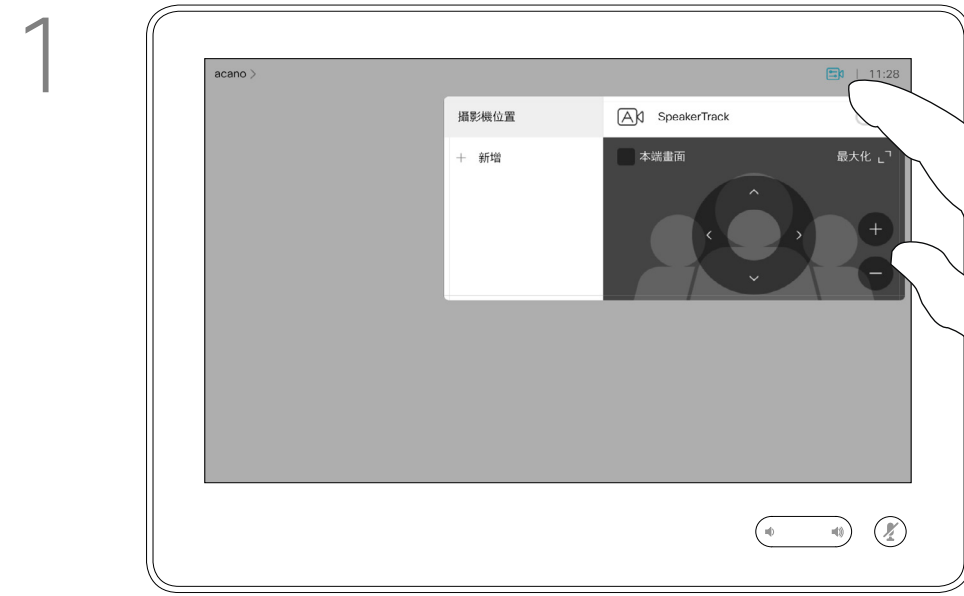 1
acano >
11:28
攝影機位置
A SpeakerTrack
+ 新增
本端畫面
最大化